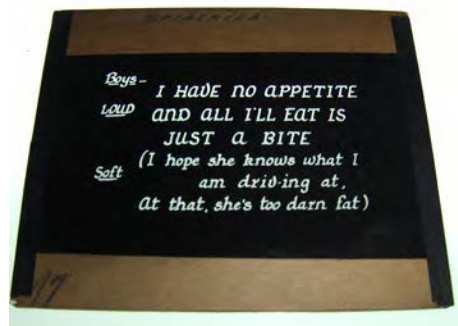 Boys-
I HAVE NO APPETITE
LOUD
AND ALL I'LL EAT IS
JUST A BITE
Soft
(I hope she knows what I
am driv-ing at,
At that, she's too darn fat)